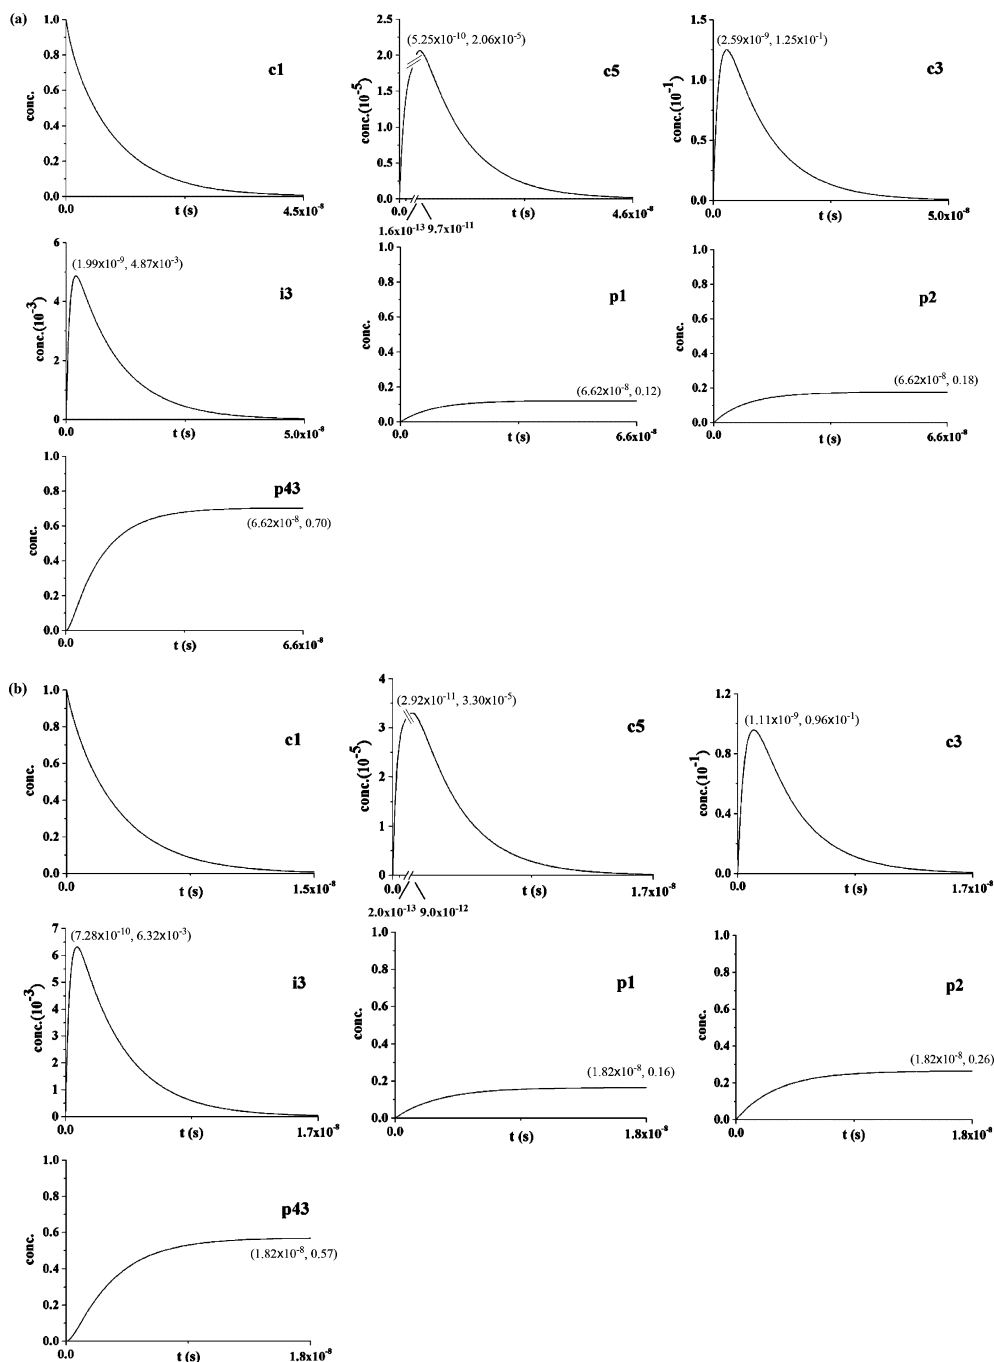 (a)
c1
conc.
1.0
0.8
0.6
0.4
0.2
0.0
0.0
t (s)
4.5x10⁻⁸
c5
(5.25x10⁻¹⁰, 2.06x10⁻⁵)
conc.(10⁻⁵)
2.5
2.0
1.5
1.0
0.5
0.0
0.0
t (s)
4.6x10⁻⁸
1.6x10⁻¹³ 9.7x10⁻¹¹
c3
(2.59x10⁻⁹, 1.25x10⁻¹)
conc.(10⁻¹)
1.5
1.0
0.5
0.0
0.0
t (s)
5.0x10⁻⁸
i3
(1.99x10⁻⁹, 4.87x10⁻³)
conc.(10⁻³)
6
4
2
0
0.0
t (s)
5.0x10⁻⁸
p1
conc.
1.0
0.8
0.6
0.4
0.2
0.0
(6.62x10⁻⁸, 0.12)
0.0
t (s)
6.6x10⁻⁸
p2
conc.
1.0
0.8
0.6
0.4
0.2
0.0
(6.62x10⁻⁸, 0.18)
0.0
t (s)
6.6x10⁻⁸
p43
conc.
1.0
0.8
0.6
0.4
0.2
0.0
(6.62x10⁻⁸, 0.70)
0.0
t (s)
6.6x10⁻⁸
(b)
c1
conc.
1.0
0.8
0.6
0.4
0.2
0.0
0.0
t (s)
1.5x10⁻⁸
c5
(2.92x10⁻¹¹, 3.30x10⁻⁵)
conc.(10⁻⁵)
4
3
2
1
0
0.0
t (s)
1.7x10⁻⁸
2.0x10⁻¹³ 9.0x10⁻¹²
c3
(1.11x10⁻⁹, 0.96x10⁻¹)
conc.(10⁻¹)
1.2
0.8
0.4
0.0
0.0
t (s)
1.7x10⁻⁸
i3
(7.28x10⁻¹⁰, 6.32x10⁻³)
conc.(10⁻³)
7
6
5
4
3
2
1
0
0.0
t (s)
1.7x10⁻⁸
p1
conc.
1.0
0.8
0.6
0.4
0.2
0.0
(1.82x10⁻⁸, 0.16)
0.0
t (s)
1.8x10⁻⁸
p2
conc.
1.0
0.8
0.6
0.4
0.2
0.0
(1.82x10⁻⁸, 0.26)
0.0
t (s)
1.8x10⁻⁸
p43
conc.
1.0
0.8
0.6
0.4
0.2
0.0
(1.82x10⁻⁸, 0.57)
0.0
t (s)
1.8x10⁻⁸